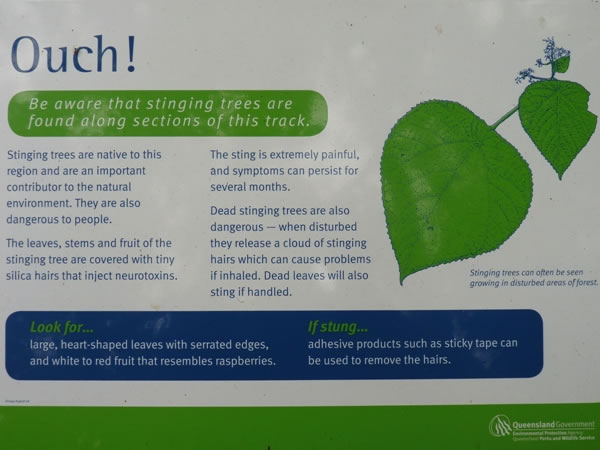 Ouch!
Be aware that stinging trees are
found along sections of this track.
Stinging trees are native to this
region and are an important
contributor to the natural
environment. They are also
dangerous to people.
The leaves, stems and fruit of the
stinging tree are covered with tiny
silica hairs that inject neurotoxins.
The sting is extremely painful,
and symptoms can persist for
several months.
Dead stinging trees are also
dangerous — when disturbed
they release a cloud of stinging
hairs which can cause problems
if inhaled. Dead leaves will also
sting if handled.
Stinging trees can often be seen
growing in disturbed areas of forest.
Look for...
large, heart-shaped leaves with serrated edges,
and white to red fruit that resembles raspberries.
If stung...
adhesive products such as sticky tape can
be used to remove the hairs.
Queensland Government
Environmental Protection Agency
Queensland Parks and Wildlife Service